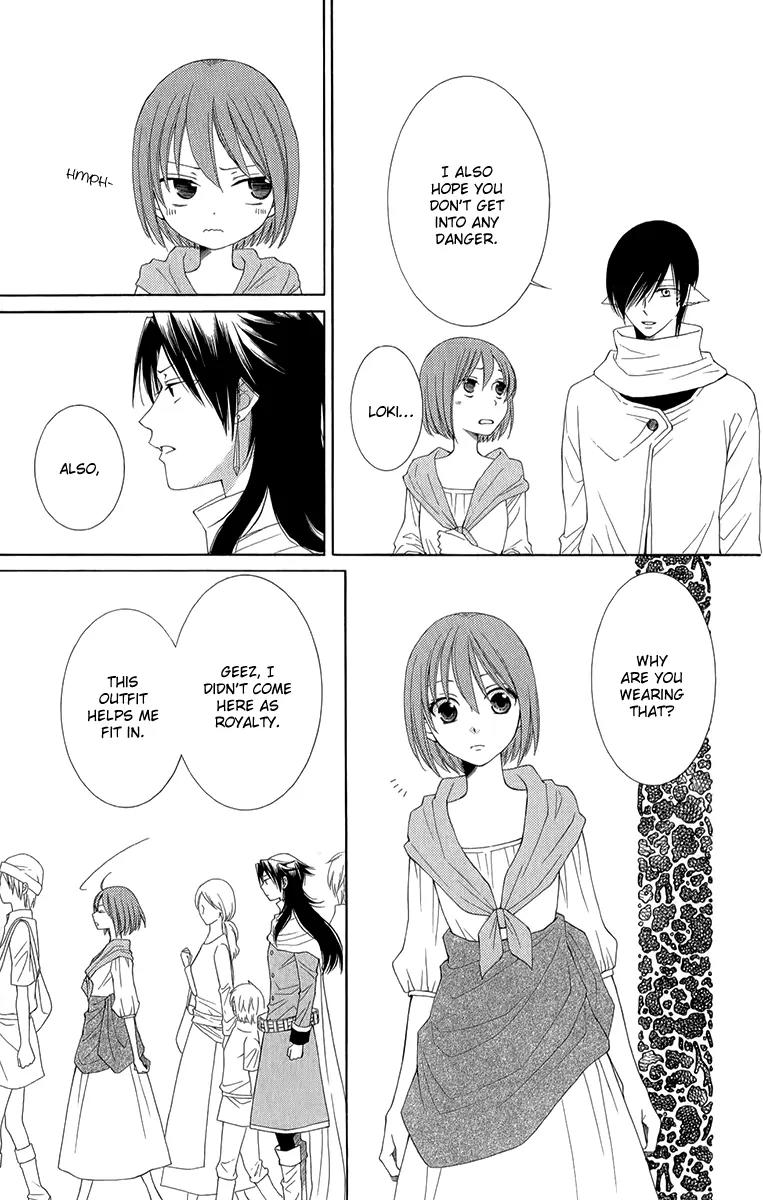 I ALSO
HOPE YOU
DON'T GET
INTO ANY
DANGER.
LOKI...
HMPH-
ALSO,
WHY
ARE YOU
WEARING
THAT?
GEEZ, I
DIDN'T COME
HERE AS
ROYALTY.
THIS
OUTFIT
HELPS ME
FIT IN.